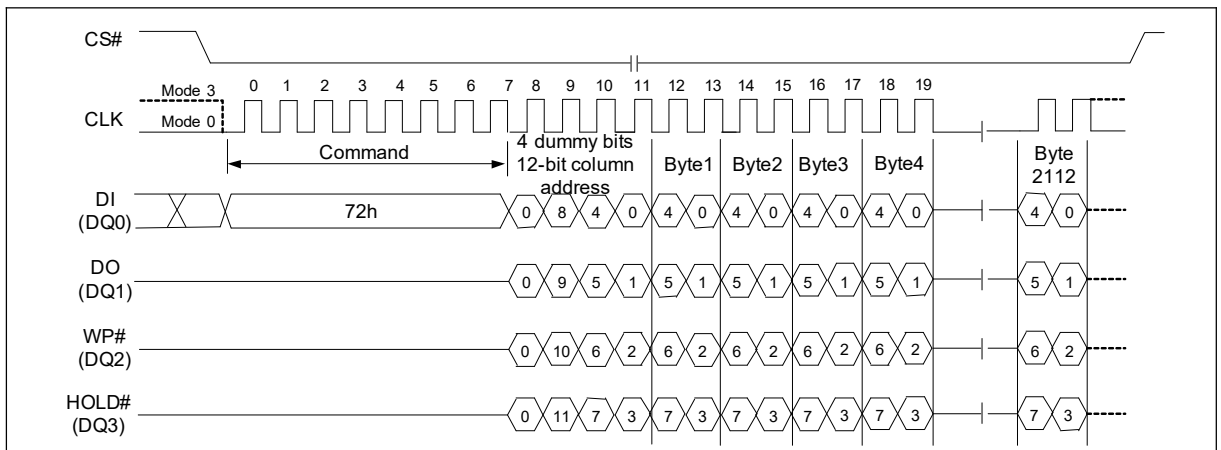 CS#
Mode 3
0 1 2 3 4 5 6 7 8 9 10 11 12 13 14 15 16 17 18 19
CLK
Mode 0
Command
4 dummy bits
12-bit column
address
Byte1 Byte2 Byte3 Byte4
Byte
2112
DI
(DQ0)
72h
0 8 4 0 4 0 4 0 4 0 4 0 4 0
DO
(DQ1)
0 9 5 1 5 1 5 1 5 1 5 1 5 1
WP#
(DQ2)
0 10 6 2 6 2 6 2 6 2 6 2 6 2
HOLD#
(DQ3)
0 11 7 3 7 3 7 3 7 3 7 3 7 3